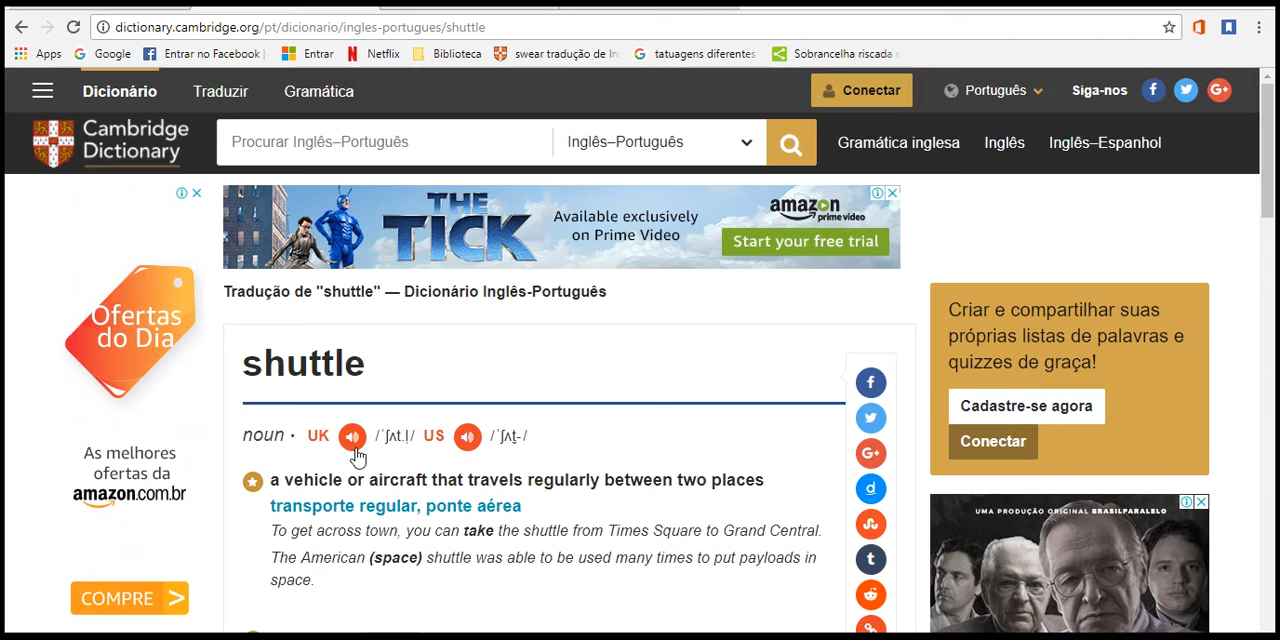 dictionary.cambridge.org/pt/dicionario/ingles-portugues/shuttle
Apps Google Entrar no Facebook Entrar Netflix Biblioteca swear tradução de In tatuagens diferentes Sobrancelha riscada
Dicionário Traduzir Gramática Conectar Português Siga-nos
Cambridge
Dictionary
Procurar Inglês–Português Inglês–Português Gramática inglesa Inglês Inglês–Espanhol
THE
TICK
Available exclusively
on Prime Video
amazon
prime video
Start your free trial
Ofertas
do Dia
As melhores
ofertas da
amazon.com.br
COMPRE >
Tradução de "shuttle" — Dicionário Inglês-Português
shuttle
noun · UK /ˈʃʌt.l̩/ US /ˈʃʌt̬-/
a vehicle or aircraft that travels regularly between two places
transporte regular, ponte aérea
To get across town, you can take the shuttle from Times Square to Grand Central.
The American (space) shuttle was able to be used many times to put payloads in
space.
Criar e compartilhar suas
próprias listas de palavras e
quizzes de graça!
Cadastre-se agora
Conectar
UMA PRODUÇÃO ORIGINAL BRASILPARALELO